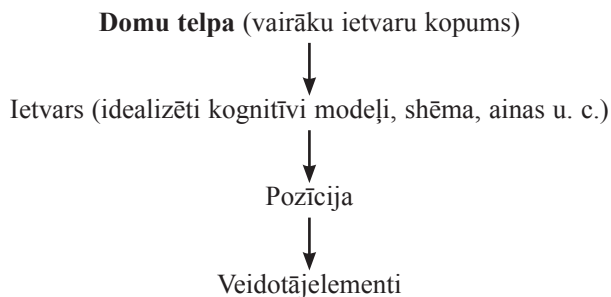 Domu telpa (vairāku ietvaru kopums)
Ietvars (idealizēti kognitīvi modeļi, shēma, ainas u. c.)
Pozīcija
Veidotājelementi